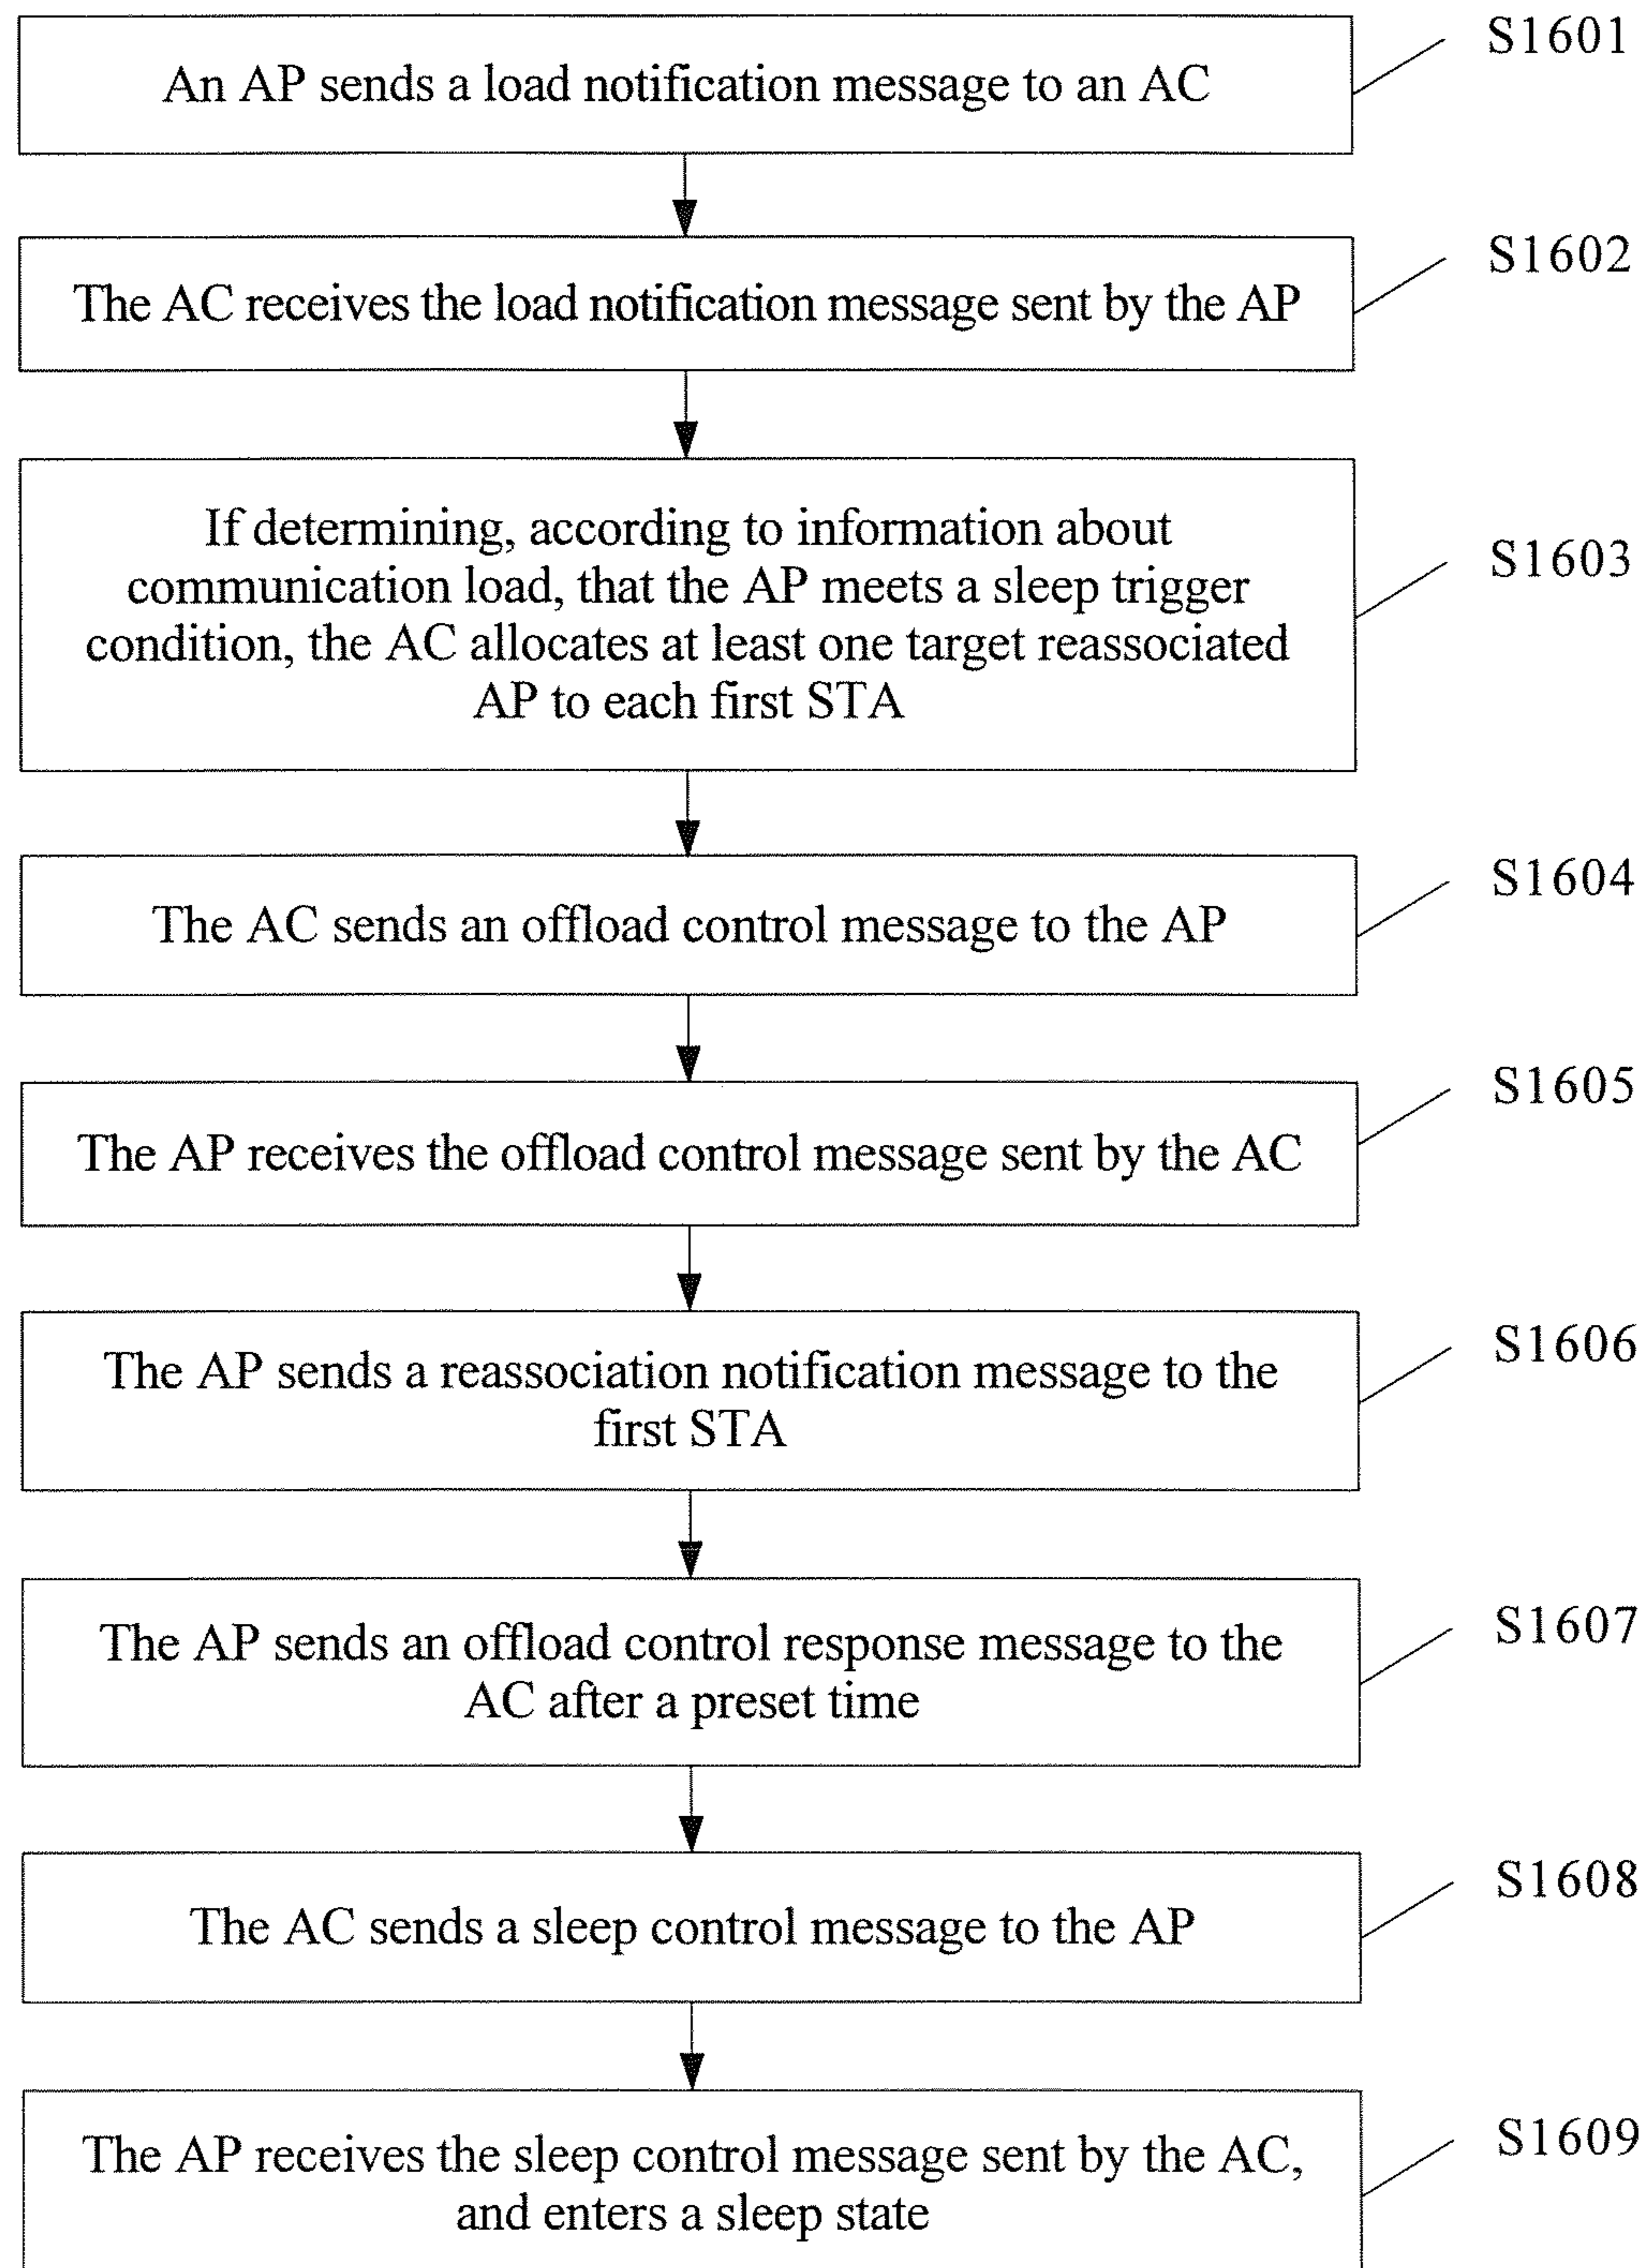 An AP sends a load notification message to an AC
S1601
The AC receives the load notification message sent by the AP
S1602
If determining, according to information about
communication load, that the AP meets a sleep trigger
condition, the AC allocates at least one target reassociated
AP to each first STA
S1603
The AC sends an offload control message to the AP
S1604
The AP receives the offload control message sent by the AC
S1605
The AP sends a reassociation notification message to the
first STA
S1606
The AP sends an offload control response message to the
AC after a preset time
S1607
The AC sends a sleep control message to the AP
S1608
The AP receives the sleep control message sent by the AC,
and enters a sleep state
S1609